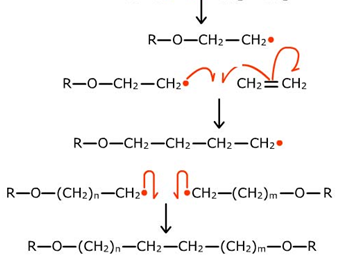 R—O—CH₂—CH₂•
R—O—CH₂—CH₂• CH₂=CH₂
R—O—CH₂—CH₂—CH₂—CH₂•
R—O—(CH₂)ₙ—CH₂• •CH₂—(CH₂)ₘ—O—R
R—O—(CH₂)ₙ—CH₂—CH₂—(CH₂)ₘ—O—R